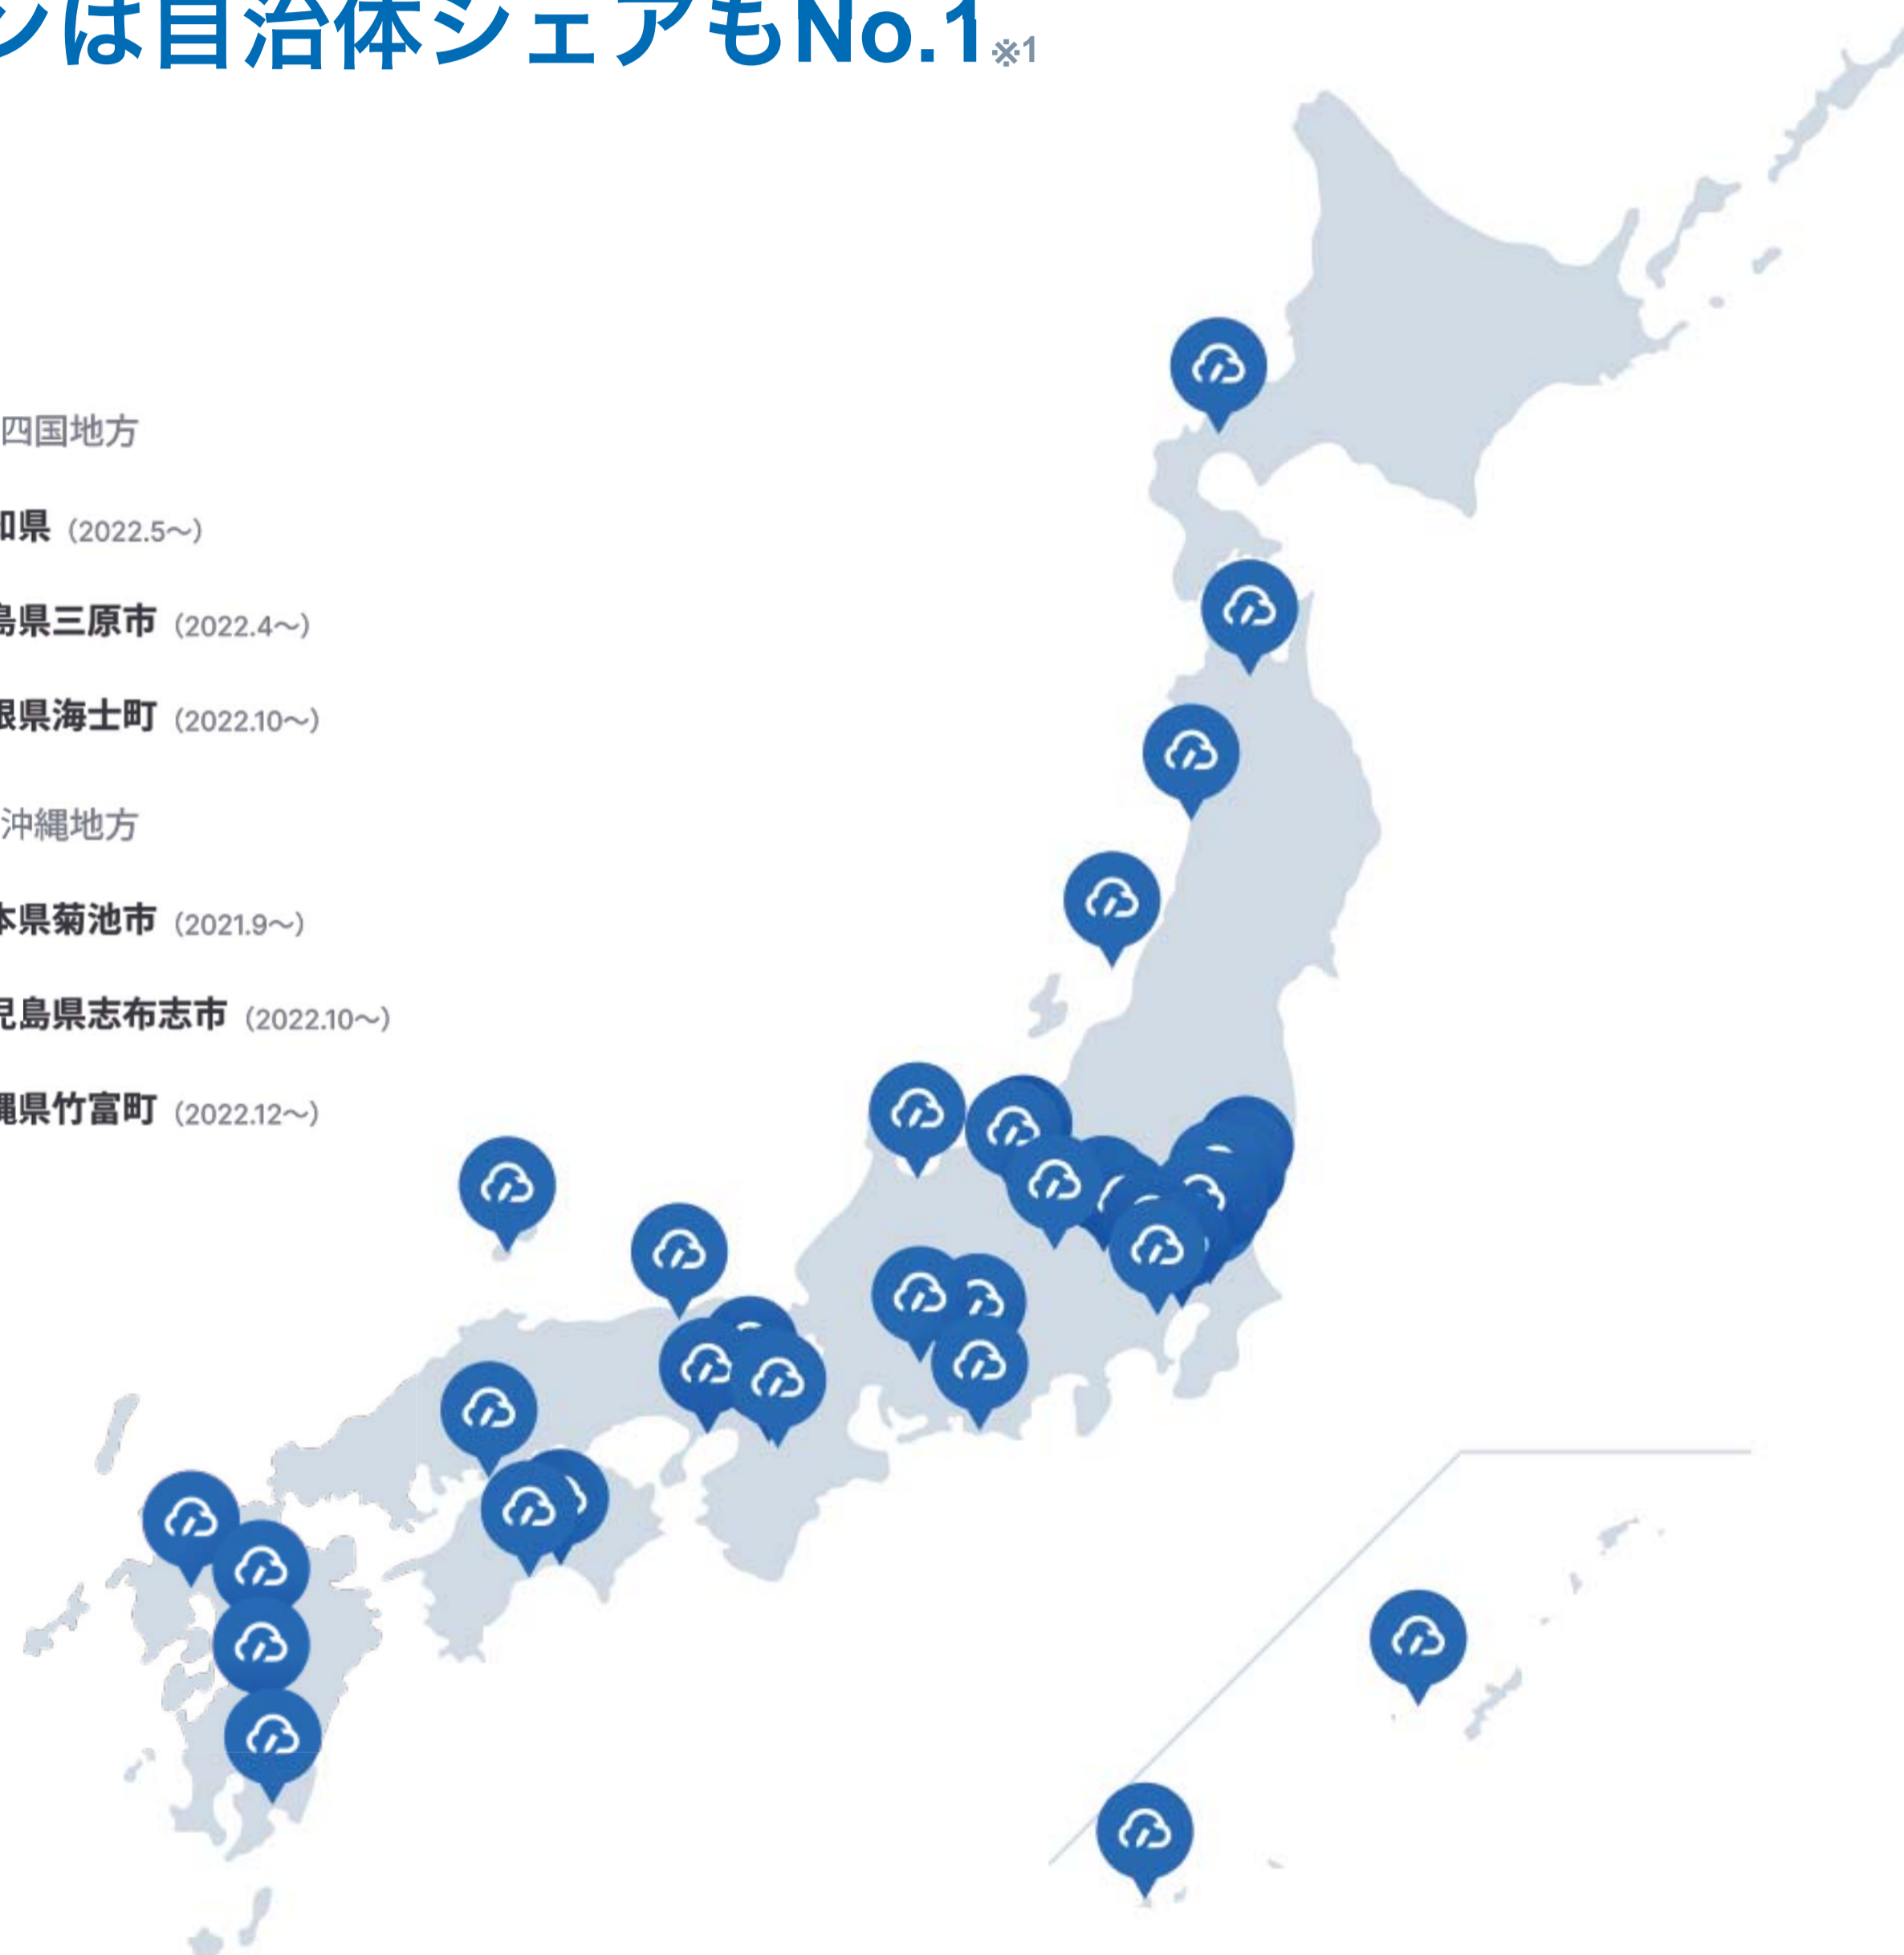 ンは自治体シェアもNo.1※1
四国地方
和県（2022.5〜）
島県三原市（2022.4〜）
根県海士町（2022.10〜）
沖縄地方
本県菊池市（2021.9〜）
児島県志布志市（2022.10〜）
縄県竹富町（2022.12〜）